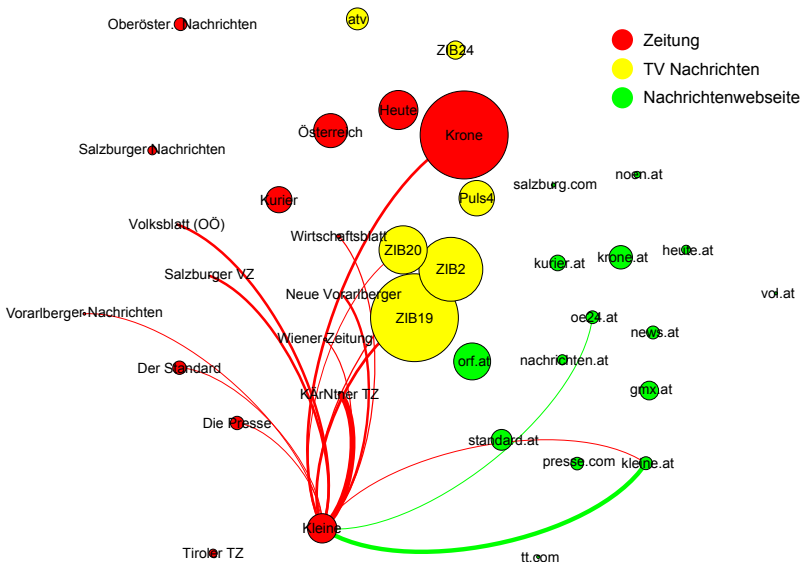 Oberöster. Nachrichten
atv
ZIB24
Zeitung
TV Nachrichten
Nachrichtenwebseite
Heute
Österreich
Krone
Salzburger Nachrichten
noen.at
salzburg.com
Kurier
Puls4
Volksblatt (OÖ)
Wirtschaftsblatt
ZIB20
heute.at
krone.at
kurier.at
ZIB2
Salzburger VZ
Neue Vorarlberger
vol.at
Vorarlberger Nachrichten
ZIB19
oe24.at
news.at
Wiener Zeitung
nachrichten.at
orf.at
Der Standard
gmx.at
KÄrNtner TZ
Die Presse
standard.at
presse.com
kleine.at
Kleine
Tiroler TZ
tt.com